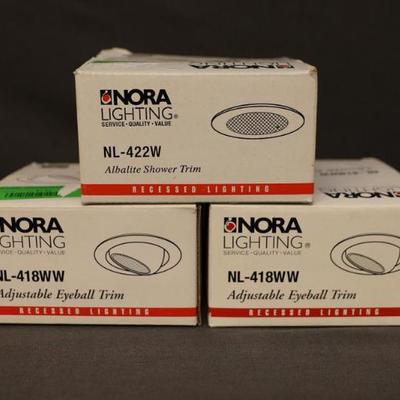 NORA
LIGHTING®
SERVICE · QUALITY · VALUE
NL-422W
Albalite Shower Trim
RECESSED LIGHTING
NORA
LIGHTING
SERVICE · QUALITY · VALUE
NL-418WW
Adjustable Eyeball Trim
RECESSED LIGHTING
NORA
LIGHTING®
SERVICE · QUALITY · VALUE
NL-418WW
Adjustable Eyeball Trim
RECESSED LIGHTING